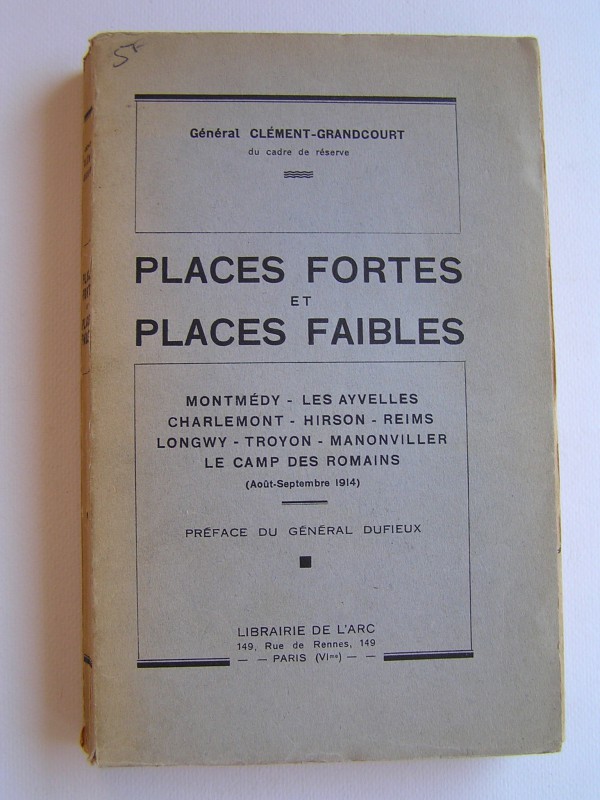 5f
Général CLÉMENT-GRANDCOURT
du cadre de réserve
PLACES FORTES
ET
PLACES FAIBLES
MONTMÉDY - LES AYVELLES
CHARLEMONT - HIRSON - REIMS
LONGWY - TROYON - MANONVILLER
LE CAMP DES ROMAINS
(Août-Septembre 1914)
PRÉFACE DU GÉNÉRAL DUFIEUX
LIBRAIRIE DE L'ARC
149, Rue de Rennes, 149
— — PARIS (VIme) — —